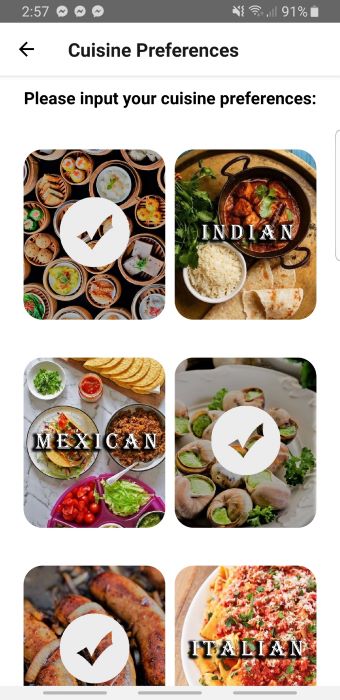 2:57
91%
Cuisine Preferences
Please input your cuisine preferences:
INDIAN
MEXICAN
ITALIAN